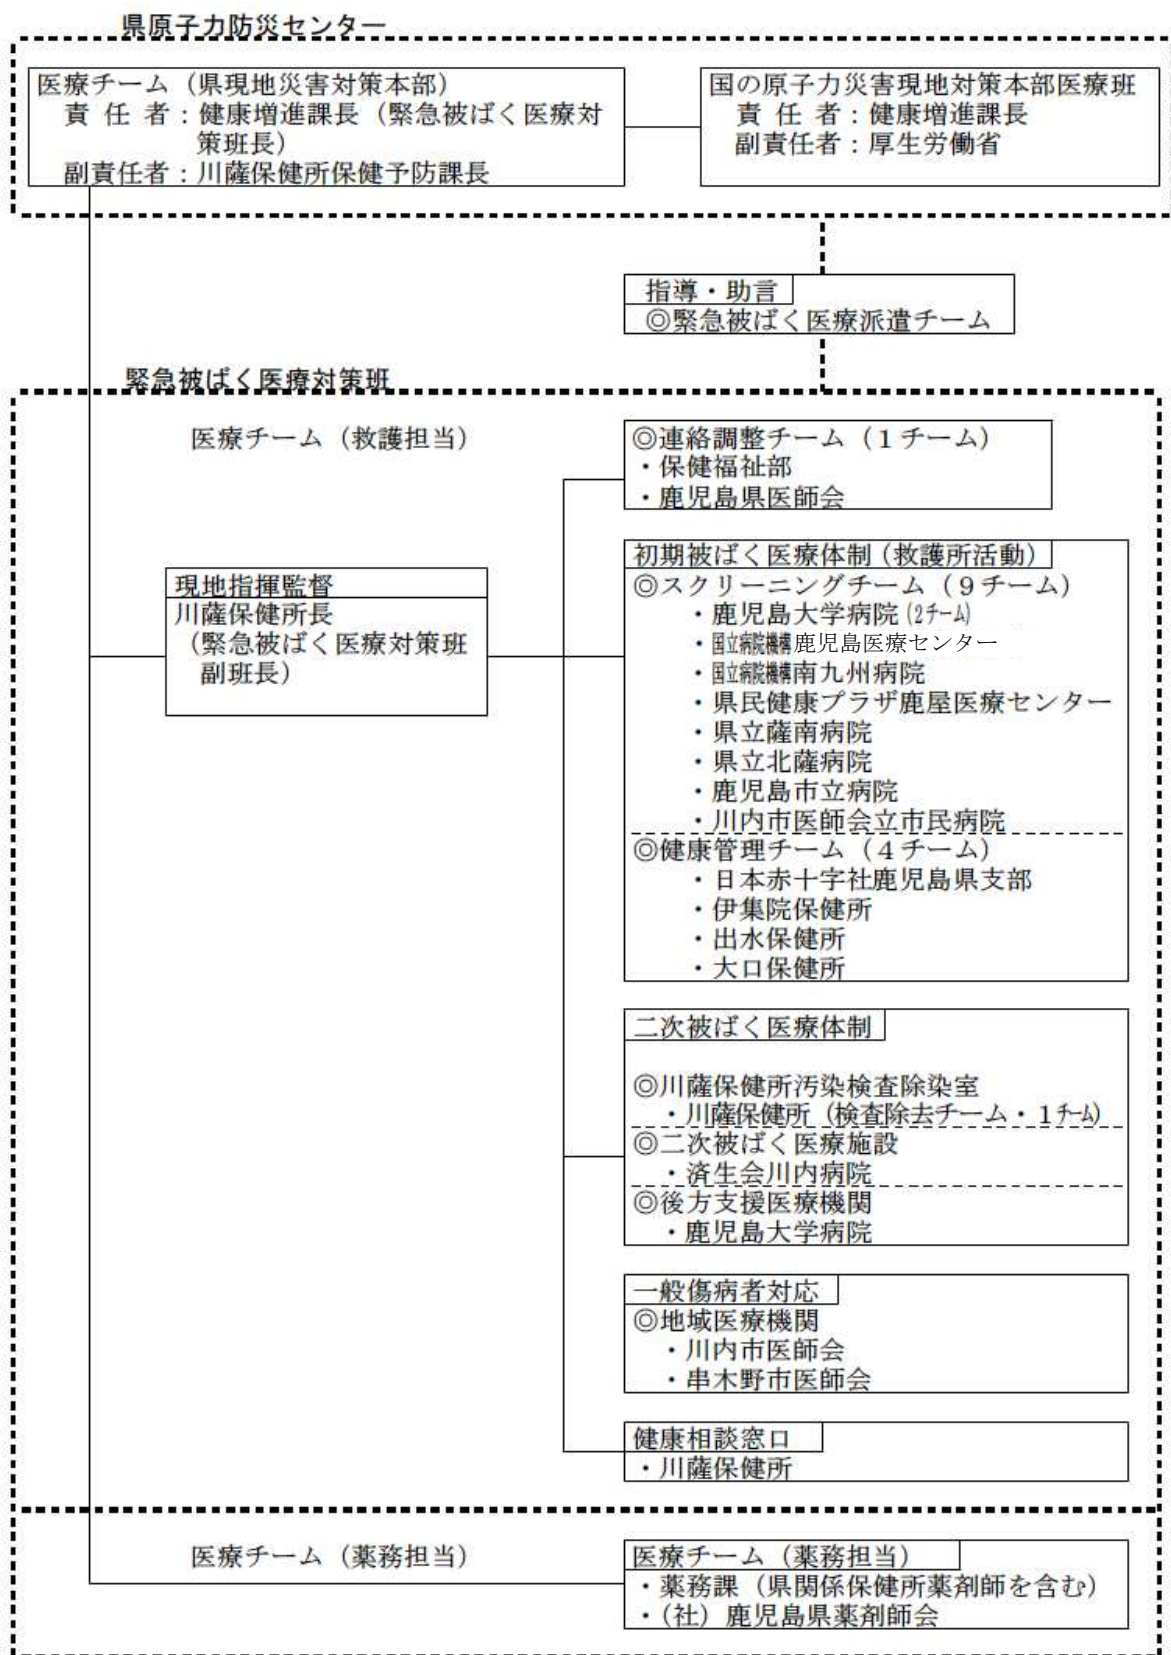 県原子力防災センター
医療チーム（県現地災害対策本部）
責 任 者：健康増進課長（緊急被ばく医療対
策班長）
副責任者：川薩保健所保健予防課長
国の原子力災害現地対策本部医療班
責 任 者：健康増進課長
副責任者：厚生労働省
指導・助言
◎緊急被ばく医療派遣チーム
緊急被ばく医療対策班
医療チーム（救護担当）
◎連絡調整チーム（１チーム）
・保健福祉部
・鹿児島県医師会
現地指揮監督
川薩保健所長
（緊急被ばく医療対策班
副班長）
初期被ばく医療体制（救護所活動）
◎スクリーニングチーム（９チーム）
・鹿児島大学病院（2チーム）
・国立病院機構鹿児島医療センター
・国立病院機構南九州病院
・県民健康プラザ鹿屋医療センター
・県立薩南病院
・県立北薩病院
・鹿児島市立病院
・川内市医師会立市民病院
◎健康管理チーム（４チーム）
・日本赤十字社鹿児島県支部
・伊集院保健所
・出水保健所
・大口保健所
二次被ばく医療体制
◎川薩保健所汚染検査除染室
・川薩保健所（検査除去チーム・１チーム）
◎二次被ばく医療施設
・済生会川内病院
◎後方支援医療機関
・鹿児島大学病院
一般傷病者対応
◎地域医療機関
・川内市医師会
・串木野市医師会
健康相談窓口
・川薩保健所
医療チーム（薬務担当）
医療チーム（薬務担当）
・薬務課（県関係保健所薬剤師を含む）
・（社）鹿児島県薬剤師会